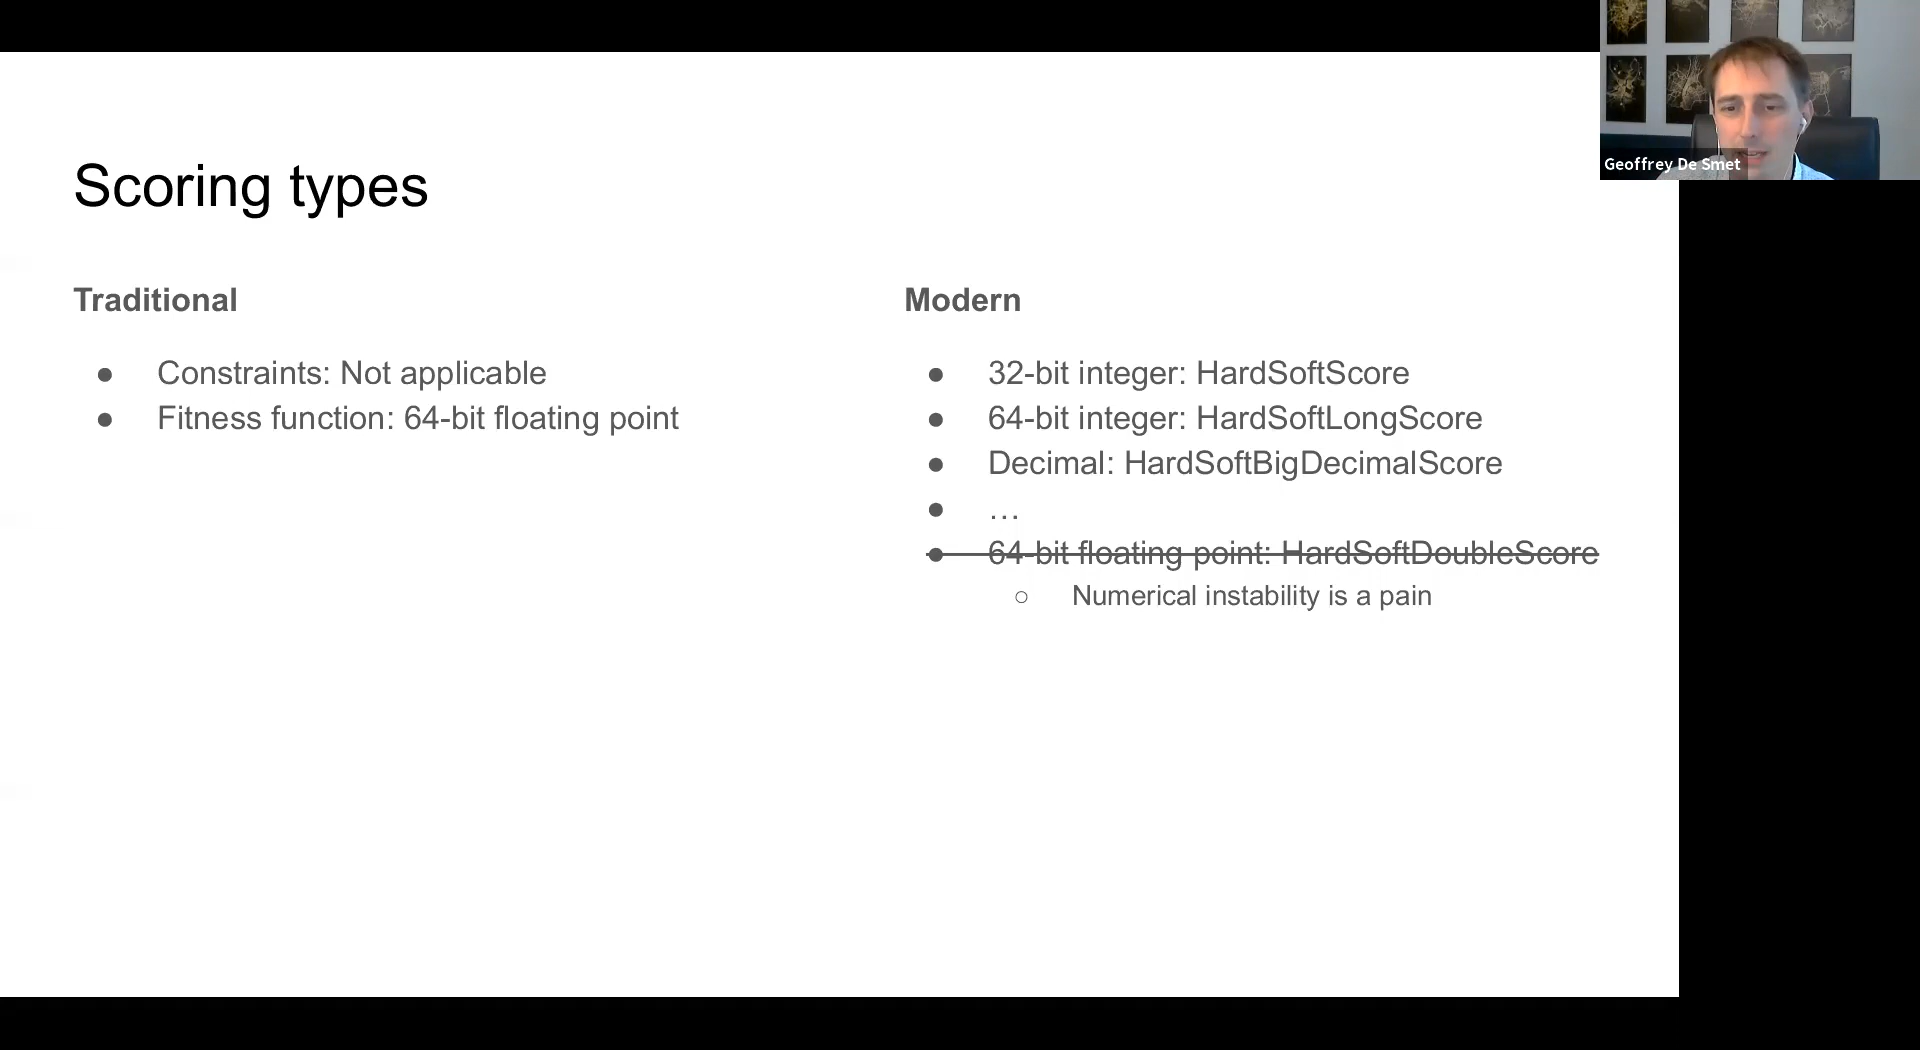 Geoffrey De Smet
Scoring types
Traditional
● Constraints: Not applicable
● Fitness function: 64-bit floating point
Modern
● 32-bit integer: HardSoftScore
● 64-bit integer: HardSoftLongScore
● Decimal: HardSoftBigDecimalScore
● …
● 64-bit floating point: HardSoftDoubleScore
○ Numerical instability is a pain